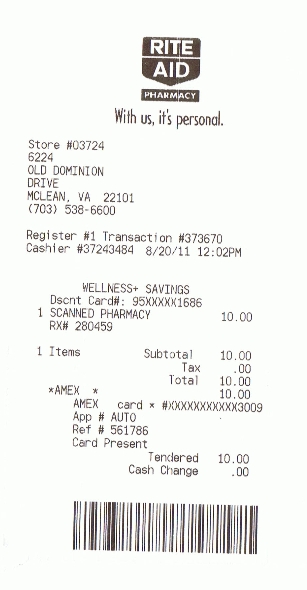 RITE
AID
PHARMACY
With us, it's personal.
Store #03724
6224
OLD DOMINION
DRIVE
MCLEAN, VA 22101
(703) 538-6600
Register #1 Transaction #373670
Cashier #37243484 8/20/11 12:02PM
WELLNESS+ SAVINGS
Dscnt Card#: 95XXXXX1686
1 SCANNED PHARMACY 10.00
RX# 280459
1 Items Subtotal 10.00
Tax .00
Total 10.00
*AMEX * 10.00
AMEX card * #XXXXXXXXXXX3009
App # AUTO
Ref # 561786
Card Present
Tendered 10.00
Cash Change .00